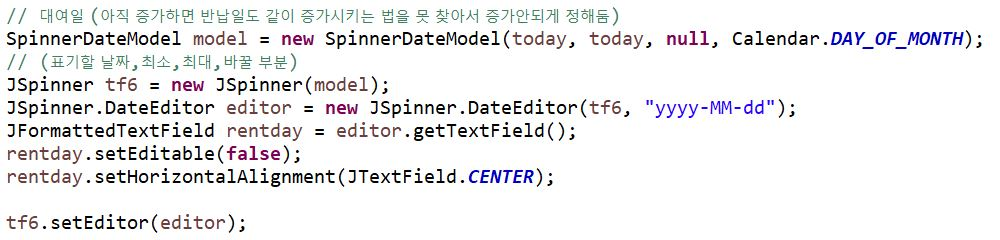 // 대여일 (아직 증가하면 반납일도 같이 증가시키는 법을 못 찾아서 증가안되게 정해둠)
SpinnerDateModel model = new SpinnerDateModel(today, today, null, Calendar.DAY_OF_MONTH);
// (표기할 날짜,최소,최대,바꿀 부분)
JSpinner tf6 = new JSpinner(model);
JSpinner.DateEditor editor = new JSpinner.DateEditor(tf6, "yyyy-MM-dd");
JFormattedTextField rentday = editor.getTextField();
rentday.setEditable(false);
rentday.setHorizontalAlignment(JTextField.CENTER);
tf6.setEditor(editor);